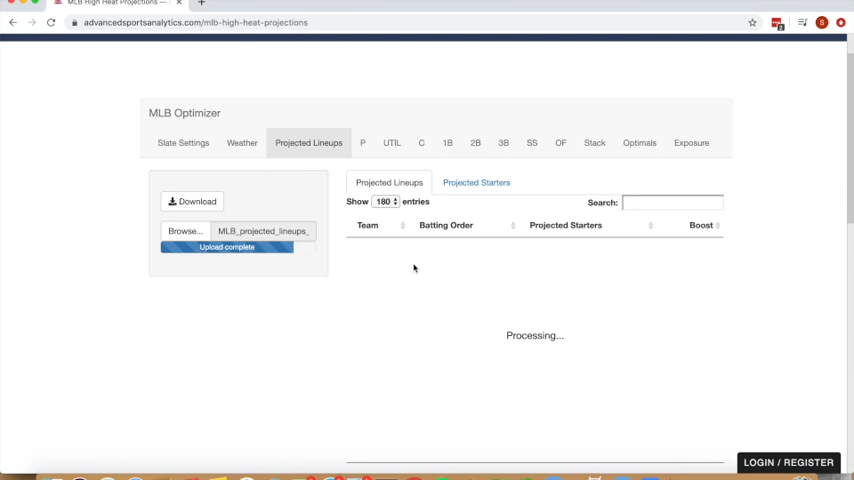 MLB High Heat Projections —
advancedsportsanalytics.com/mlb-high-heat-projections
2
S
MLB Optimizer
Slate Settings Weather Projected Lineups P UTIL C 1B 2B 3B SS OF Stack Optimals Exposure
Download
Browse... MLB_projected_lineups_
Upload complete
Projected Lineups Projected Starters
Show 180 entries Search:
Team Batting Order Projected Starters Boost
Processing...
LOGIN / REGISTER